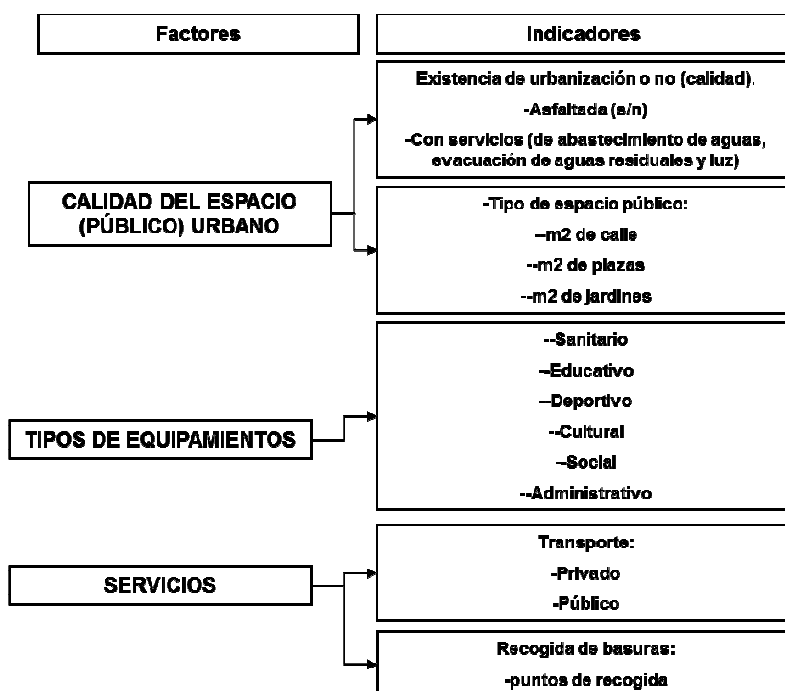 Factores
Indicadores
CALIDAD DEL ESPACIO
(PÚBLICO) URBANO
Existencia de urbanización o no (calidad).
-Asfaltada (s/n)
-Con servicios (de abastecimiento de aguas,
evacuación de aguas residuales y luz)
-Tipo de espacio público:
--m2 de calle
--m2 de plazas
--m2 de jardines
TIPOS DE EQUIPAMIENTOS
--Sanitario
--Educativo
--Deportivo
--Cultural
--Social
--Administrativo
SERVICIOS
Transporte:
-Privado
-Público
Recogida de basuras:
-puntos de recogida